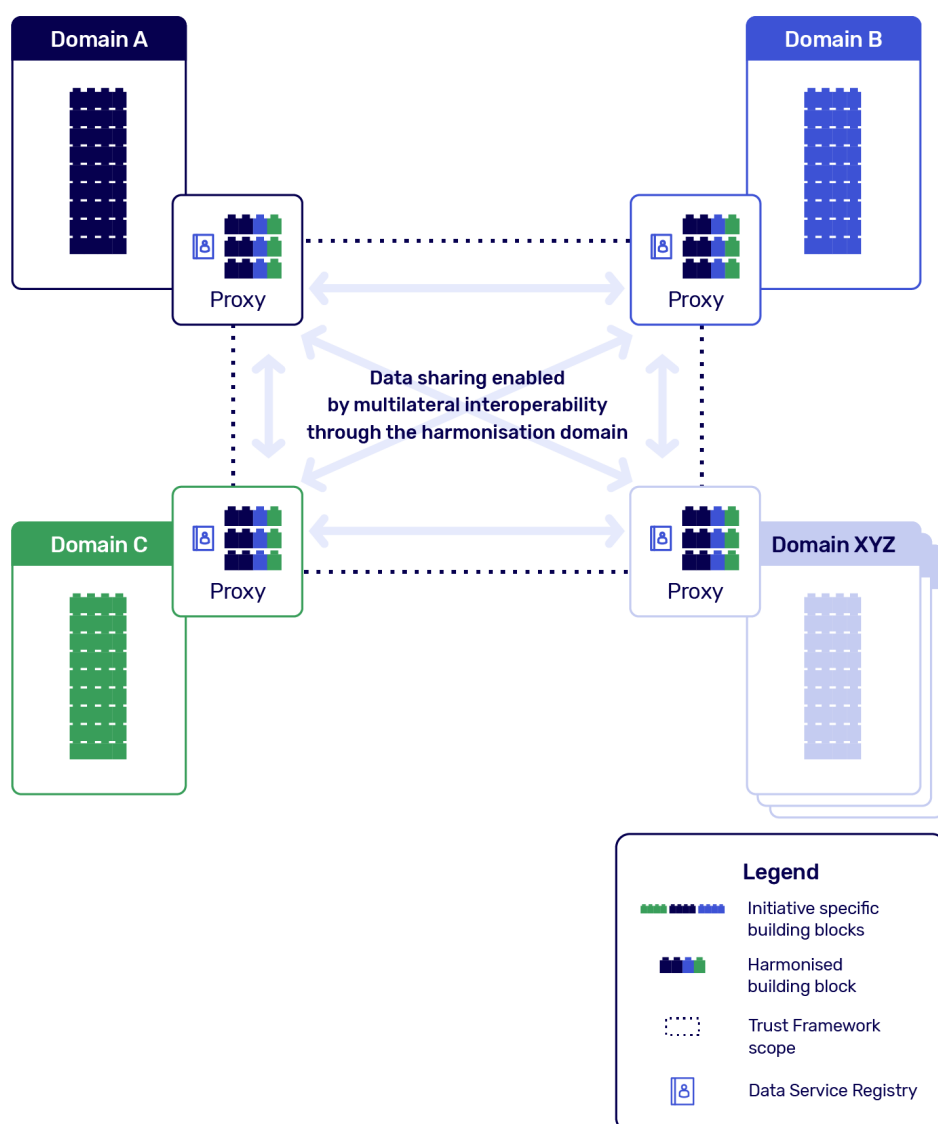 Domain A
Domain B
Proxy
Proxy
Data sharing enabled
by multilateral interoperability
through the harmonisation domain
Domain C
Proxy
Proxy
Domain XYZ
Legend
Initiative specific
building blocks
Harmonised
building block
Trust Framework
scope
Data Service Registry